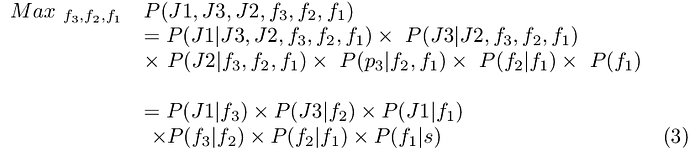 Max f₃,f₂,f₁ P(J1, J3, J2, f₃, f₂, f₁)
= P(J1|J3, J2, f₃, f₂, f₁) × P(J3|J2, f₃, f₂, f₁)
× P(J2|f₃, f₂, f₁) × P(p₃|f₂, f₁) × P(f₂|f₁) × P(f₁)
= P(J1|f₃) × P(J3|f₂) × P(J1|f₁)
×P(f₃|f₂) × P(f₂|f₁) × P(f₁|s) (3)